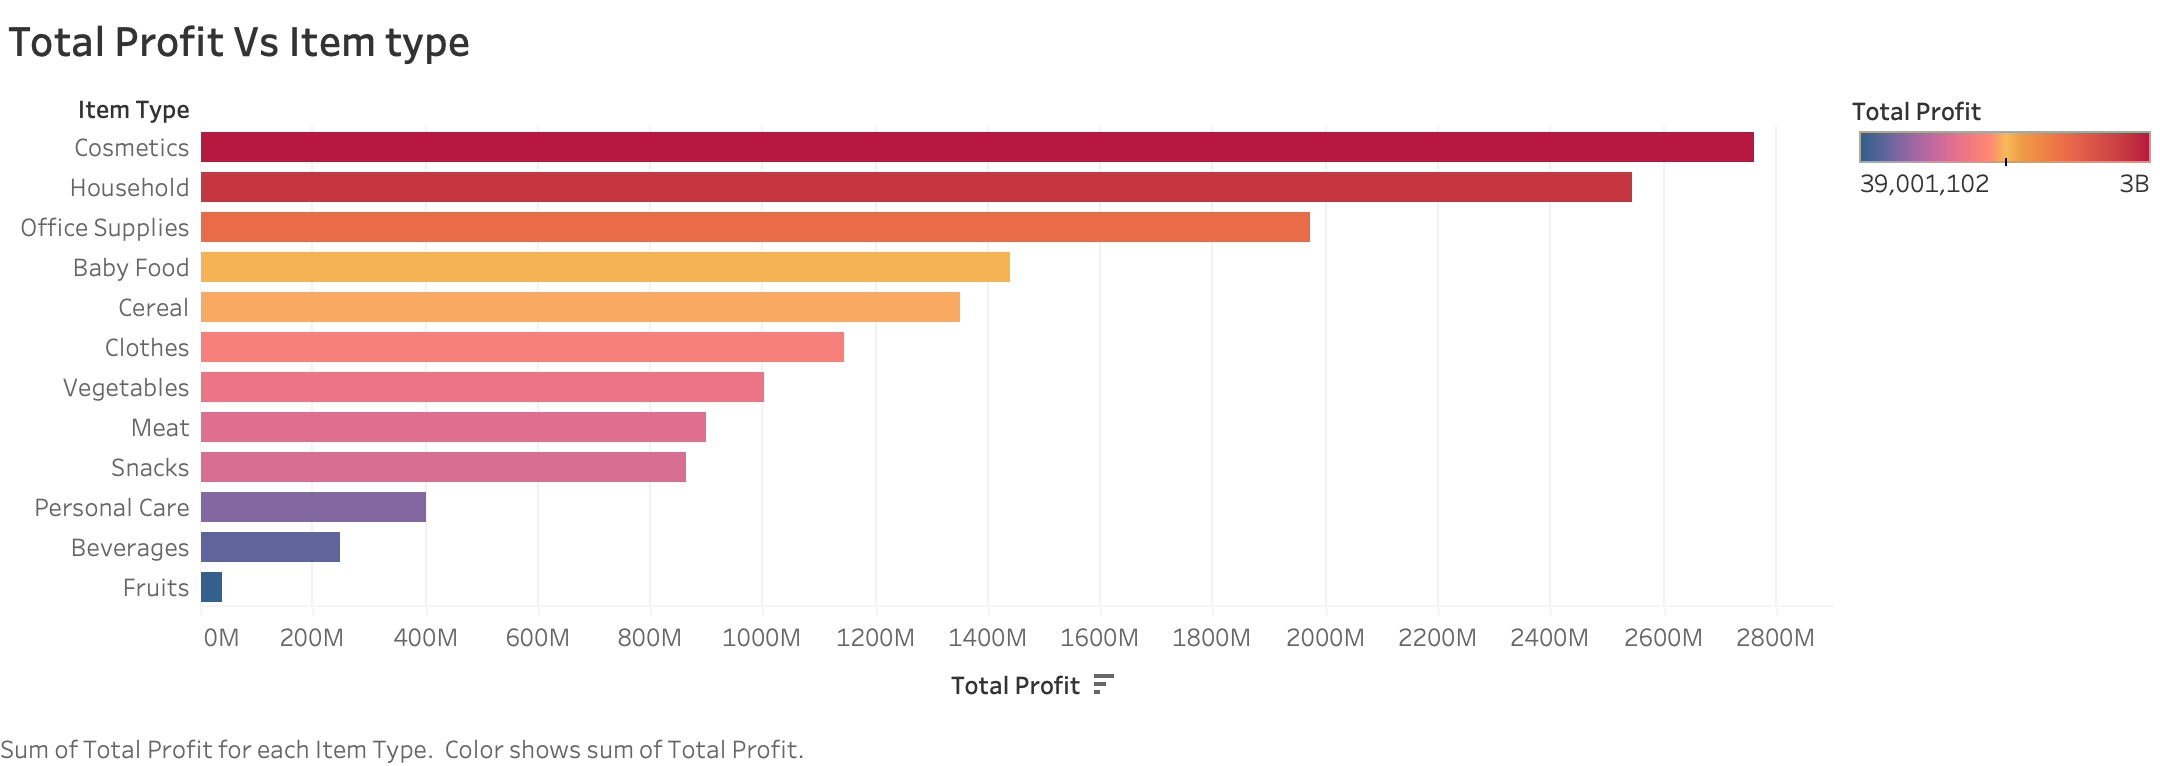 Total Profit Vs Item type
Item Type
Cosmetics
Household
Office Supplies
Baby Food
Cereal
Clothes
Vegetables
Meat
Snacks
Personal Care
Beverages
Fruits
0M 200M 400M 600M 800M 1000M 1200M 1400M 1600M 1800M 2000M 2200M 2400M 2600M 2800M
Total Profit
Total Profit
39,001,102 3B
Sum of Total Profit for each Item Type. Color shows sum of Total Profit.